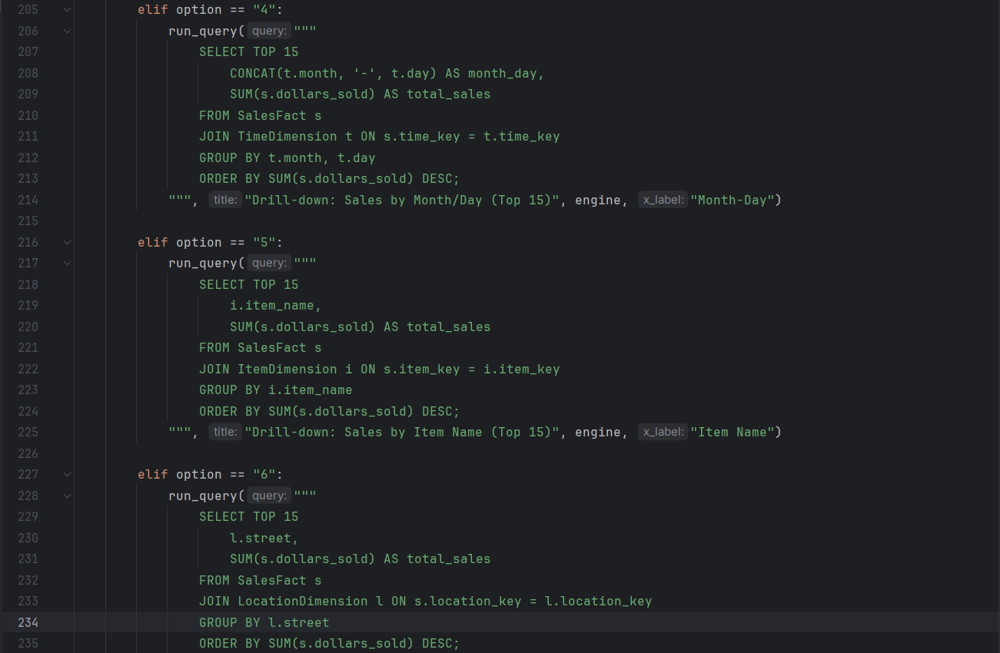 205 elif option == "4":
206 run_query( query: """
207 SELECT TOP 15
208 CONCAT(t.month, '-', t.day) AS month_day,
209 SUM(s.dollars_sold) AS total_sales
210 FROM SalesFact s
211 JOIN TimeDimension t ON s.time_key = t.time_key
212 GROUP BY t.month, t.day
213 ORDER BY SUM(s.dollars_sold) DESC;
214 """, title: "Drill-down: Sales by Month/Day (Top 15)", engine, x_label: "Month-Day")
215
216 elif option == "5":
217 run_query( query: """
218 SELECT TOP 15
219 i.item_name,
220 SUM(s.dollars_sold) AS total_sales
221 FROM SalesFact s
222 JOIN ItemDimension i ON s.item_key = i.item_key
223 GROUP BY i.item_name
224 ORDER BY SUM(s.dollars_sold) DESC;
225 """, title: "Drill-down: Sales by Item Name (Top 15)", engine, x_label: "Item Name")
226
227 elif option == "6":
228 run_query( query: """
229 SELECT TOP 15
230 l.street,
231 SUM(s.dollars_sold) AS total_sales
232 FROM SalesFact s
233 JOIN LocationDimension l ON s.location_key = l.location_key
234 GROUP BY l.street
235 ORDER BY SUM(s.dollars_sold) DESC;